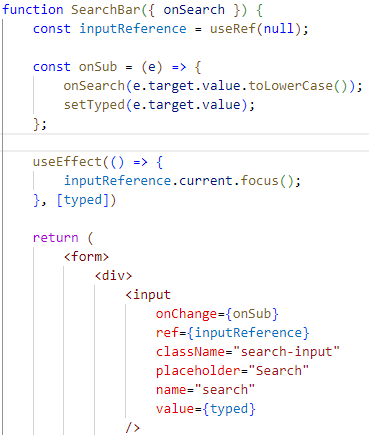 function SearchBar({ onSearch }) {
    const inputReference = useRef(null);
    const onSub = (e) => {
        onSearch(e.target.value.toLowerCase());
        setTyped(e.target.value);
    };
    useEffect(() => {
        inputReference.current.focus();
    }, [typed])
    return (
        <form>
            <div>
                <input
                    onChange={onSub}
                    ref={inputReference}
                    className="search-input"
                    placeholder="Search"
                    name="search"
                    value={typed}
                />